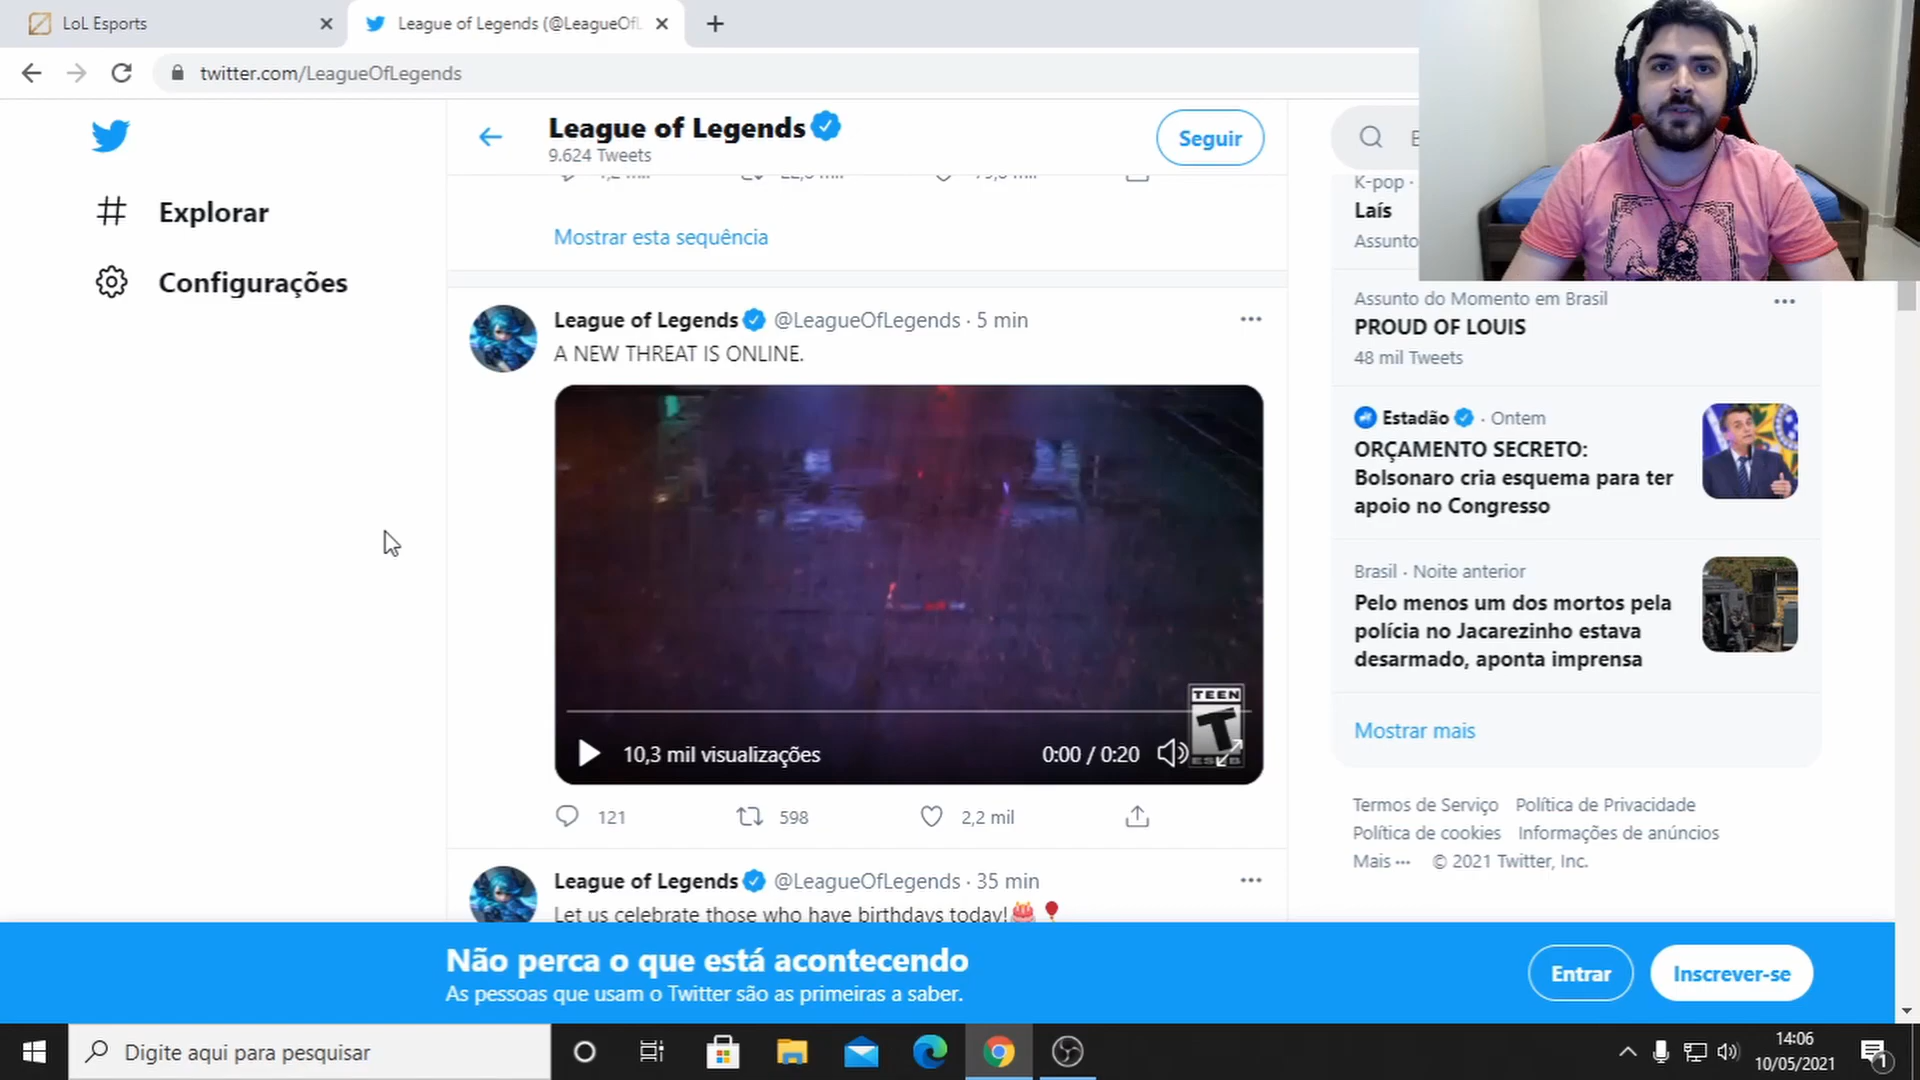 LoL Esports
League of Legends (@LeagueOfL
twitter.com/LeagueOfLegends
Explorar
Configurações
League of Legends
9.624 Tweets
Seguir
Mostrar esta sequência
League of Legends @LeagueOfLegends · 5 min
A NEW THREAT IS ONLINE.
TEEN
T
ESRB
10,3 mil visualizações
0:00 / 0:20
121
598
2,2 mil
League of Legends @LeagueOfLegends · 35 min
Let us celebrate those who have birthdays today!
K-pop ·
Laís
Assunto
Assunto do Momento em Brasil
PROUD OF LOUIS
48 mil Tweets
Estadão · Ontem
ORÇAMENTO SECRETO:
Bolsonaro cria esquema para ter
apoio no Congresso
Brasil · Noite anterior
Pelo menos um dos mortos pela
polícia no Jacarezinho estava
desarmado, aponta imprensa
Mostrar mais
Termos de Serviço Política de Privacidade
Política de cookies Informações de anúncios
Mais ··· © 2021 Twitter, Inc.
Não perca o que está acontecendo
As pessoas que usam o Twitter são as primeiras a saber.
Entrar
Inscrever-se
Digite aqui para pesquisar
14:06
10/05/2021
1